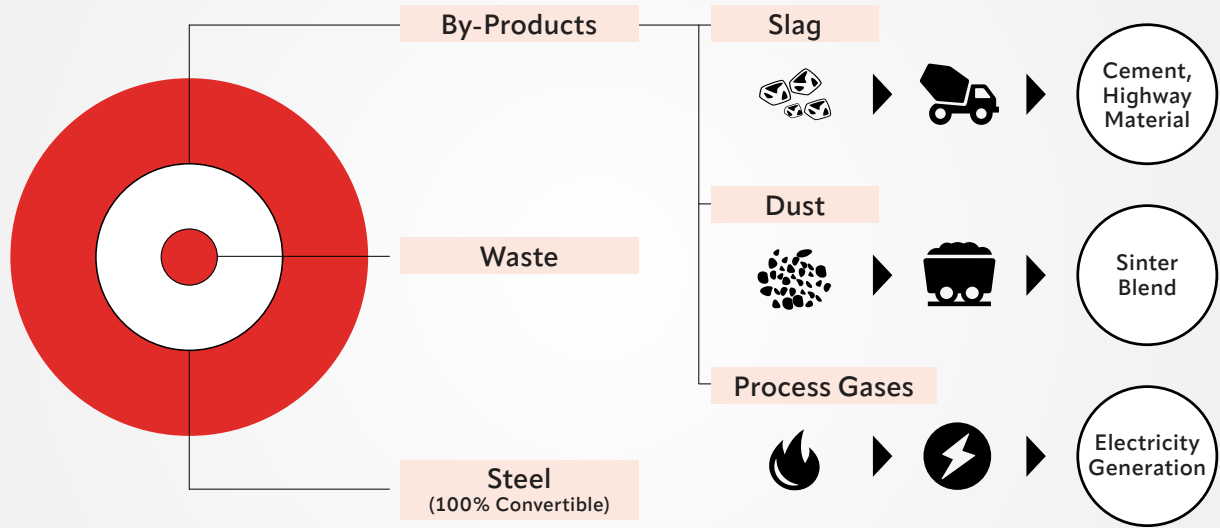 By-Products
Slag
Cement,
Highway
Material
Dust
Waste
Sinter
Blend
Process Gases
Electricity
Generation
Steel
(100% Convertible)